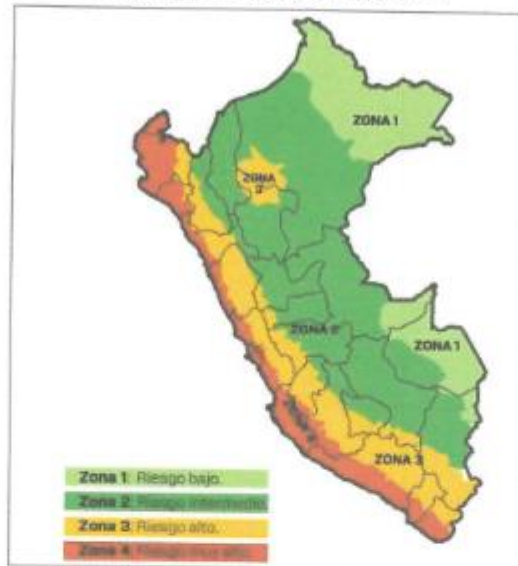 ZONA 1
ZONA
3
ZONA 2
ZONA 1
ZONA 3
Zona 1: Riesgo bajo.
Zona 2: Riesgo intermedio.
Zona 3: Riesgo alto.
Zona 4: Riesgo muy alto.